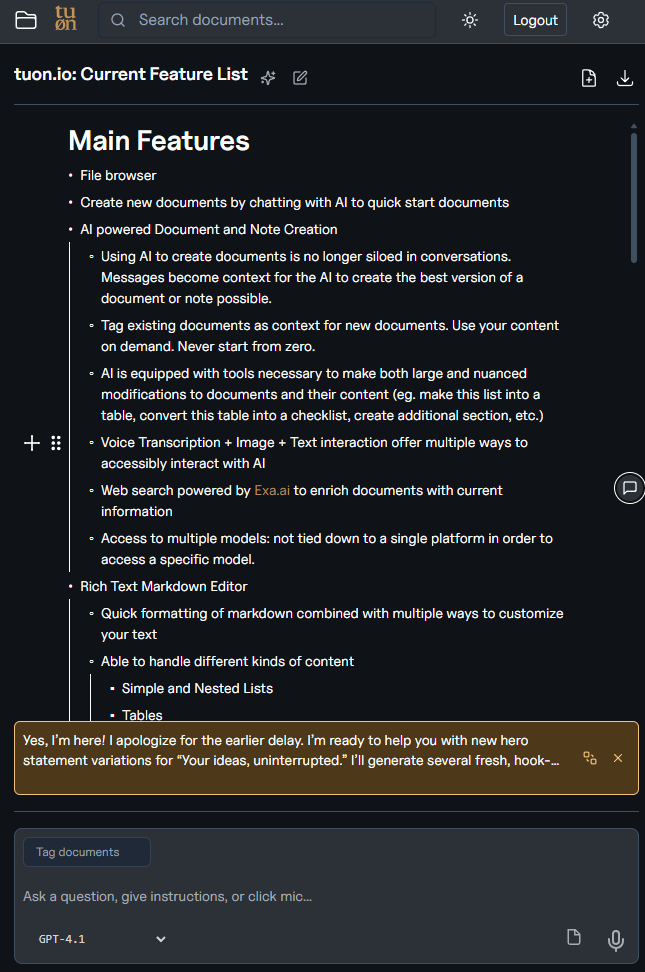 tuøn
Search documents...
Logout
tuon.io: Current Feature List
Main Features
• File browser
• Create new documents by chatting with AI to quick start documents
• AI powered Document and Note Creation
◦ Using AI to create documents is no longer siloed in conversations.
Messages become context for the AI to create the best version of a
document or note possible.
◦ Tag existing documents as context for new documents. Use your content
on demand. Never start from zero.
◦ AI is equipped with tools necessary to make both large and nuanced
modifications to documents and their content (eg. make this list into a
table, convert this table into a checklist, create additional section, etc.)
◦ Voice Transcription + Image + Text interaction offer multiple ways to
accessibly interact with AI
◦ Web search powered by Exa.ai to enrich documents with current
information
◦ Access to multiple models: not tied down to a single platform in order to
access a specific model.
• Rich Text Markdown Editor
◦ Quick formatting of markdown combined with multiple ways to customize
your text
◦ Able to handle different kinds of content
▪ Simple and Nested Lists
▪ Tables
Yes, I’m here! I apologize for the earlier delay. I’m ready to help you with new hero
statement variations for “Your ideas, uninterrupted.” I’ll generate several fresh, hook-...
Tag documents
Ask a question, give instructions, or click mic...
GPT-4.1